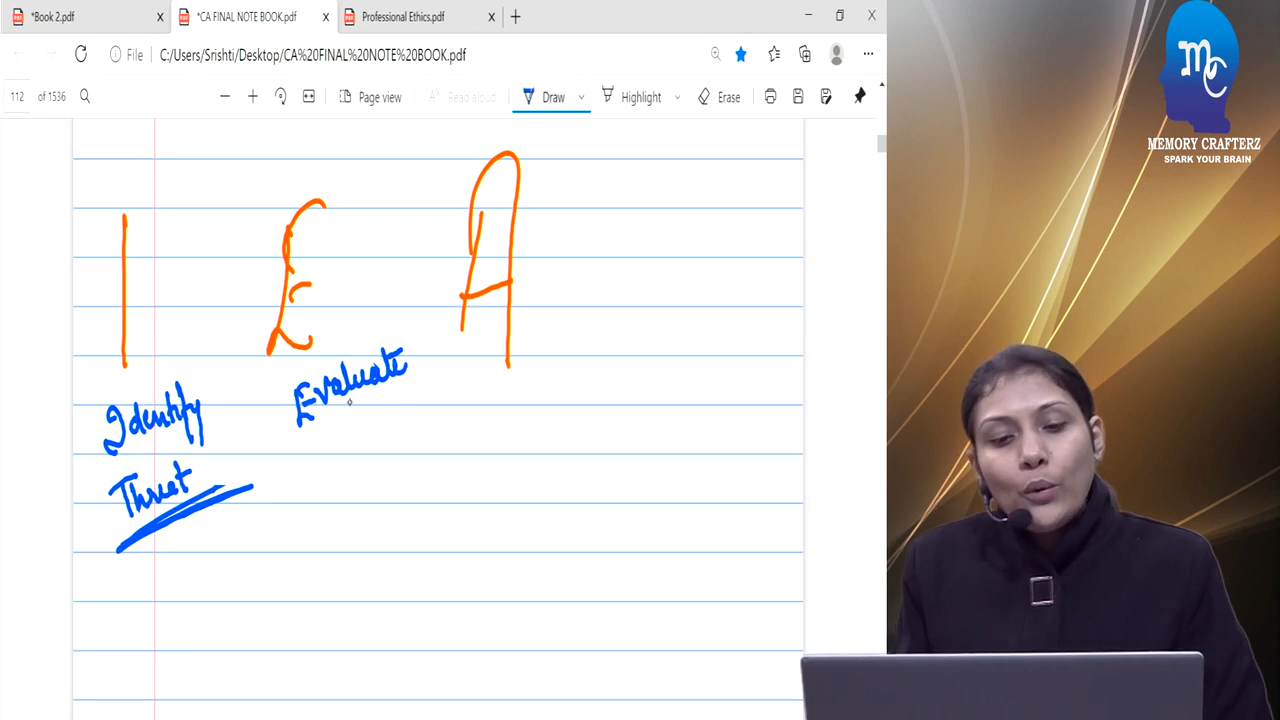 *Book 2.pdf
*CA FINAL NOTE BOOK.pdf
Professional Ethics.pdf
File
C:/Users/Srishti/Desktop/CA%20FINAL%20NOTE%20BOOK.pdf
112 of 1536
Page view
Read aloud
Draw
Highlight
Erase
MC
MEMORY CRAFTERZ
SPARK YOUR BRAIN
I E A
Identify Evaluate
Threat